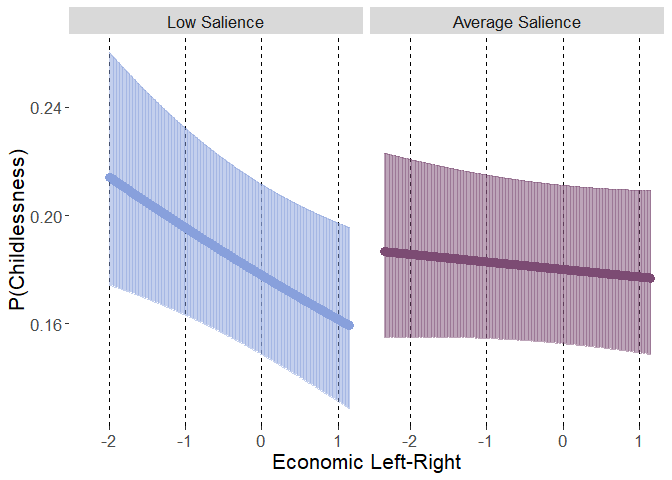 Low Salience
Average Salience
P(Childlessness)
0.24
0.20
0.16
-2 -1 0 1
-2 -1 0 1
Economic Left-Right